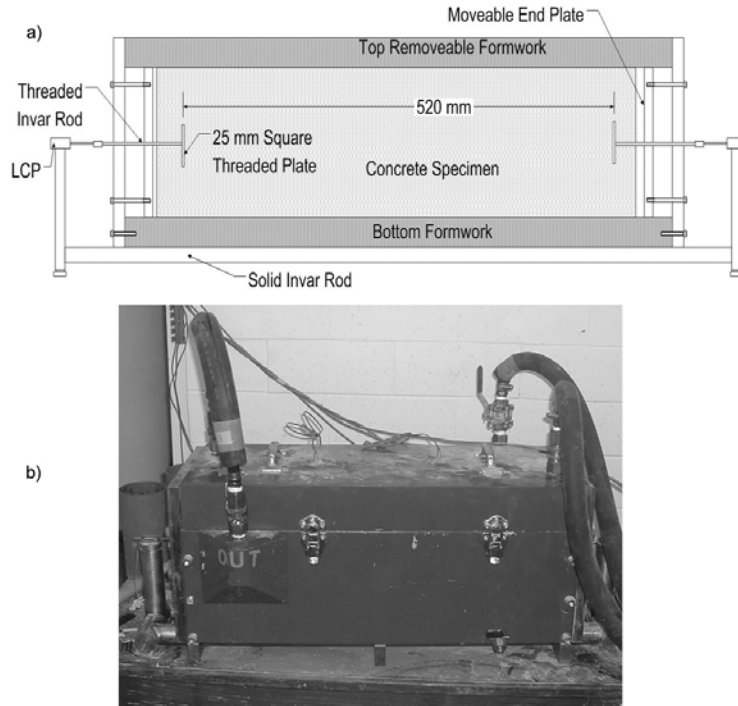 a)
Moveable End Plate
Top Removeable Formwork
Threaded
Invar Rod
520 mm
25 mm Square
Threaded Plate
LCP
Concrete Specimen
Bottom Formwork
Solid Invar Rod
b)
OUT